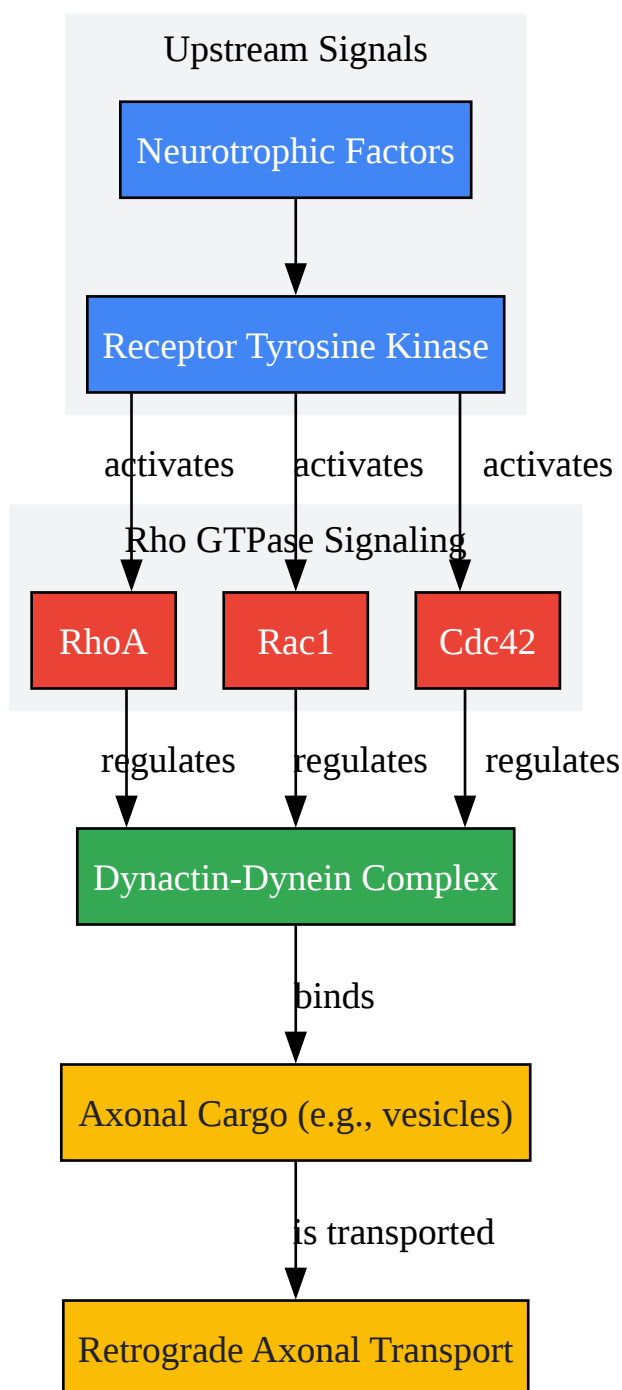 Upstream Signals
Neurotrophic Factors
Receptor Tyrosine Kinase
activates
activates
activates
Rho GTPase Signaling
RhoA
Rac1
Cdc42
regulates
regulates
regulates
Dynactin-Dynein Complex
binds
Axonal Cargo (e.g., vesicles)
is transported
Retrograde Axonal Transport